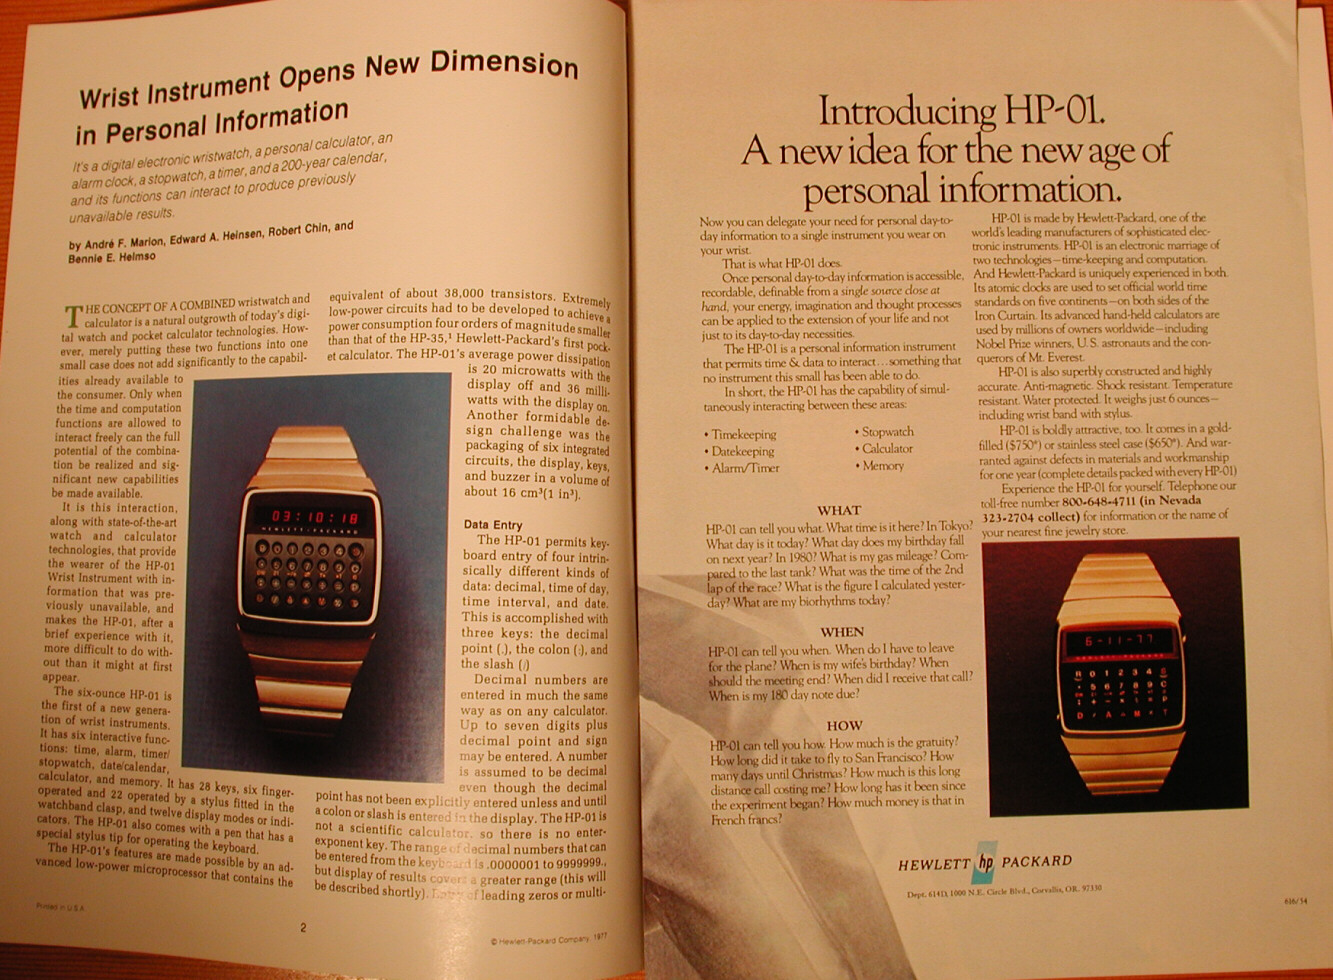 Wrist Instrument Opens New Dimension
in Personal Information
It's a digital electronic wristwatch, a personal calculator, an
alarm clock, a stopwatch, a timer, and a 200-year calendar,
and its functions can interact to produce previously
unavailable results.
by André F. Marion, Edward A. Heinsen, Robert Chin, and
Bennie E. Helmso
THE CONCEPT OF A COMBINED wristwatch and
calculator is a natural outgrowth of today's digi-
tal watch and pocket calculator technologies. How-
ever, merely putting these two functions into one
small case does not add significantly to the capabil-
ities already available to
the consumer. Only when
the time and computation
functions are allowed to
interact freely can the full
potential of the combina-
tion be realized and sig-
nificant new capabilities
be made available.
It is this interaction,
along with state-of-the-art
watch and calculator
technologies, that provide
the wearer of the HP-01
Wrist Instrument with in-
formation that was pre-
viously unavailable, and
makes the HP-01, after a
brief experience with it,
more difficult to do with-
out than it might at first
appear.
The six-ounce HP-01 is
the first of a new genera-
tion of wrist instruments.
It has six interactive func-
tions: time, alarm, timer/
stopwatch, date/calendar,
calculator, and memory. It has 28 keys, six finger-
operated and 22 operated by a stylus fitted in the
watchband clasp, and twelve display modes or indi-
cators. The HP-01 also comes with a pen that has a
special stylus tip for operating the keyboard.
The HP-01's features are made possible by an ad-
vanced low-power microprocessor that contains the
equivalent of about 38,000 transistors. Extremely
low-power circuits had to be developed to achieve a
power consumption four orders of magnitude smaller
than that of the HP-35,¹ Hewlett-Packard's first pock-
et calculator. The HP-01's average power dissipation
is 20 microwatts with the
display off and 36 milli-
watts with the display on.
Another formidable de-
sign challenge was the
packaging of six integrated
circuits, the display, keys,
and buzzer in a volume of
about 16 cm³(1 in³).
Data Entry
The HP-01 permits key-
board entry of four intrin-
sically different kinds of
data: decimal, time of day,
time interval, and date.
This is accomplished with
three keys: the decimal
point (.), the colon (:), and
the slash (/)
Decimal numbers are
entered in much the same
way as on any calculator.
Up to seven digits plus
decimal point and sign
may be entered. A number
is assumed to be decimal
even though the decimal
point has not been explicitly entered unless and until
a colon or slash is entered in the display. The HP-01 is
not a scientific calculator, so there is no enter-
exponent key. The range of decimal numbers that can
be entered from the keyboard is .0000001 to 9999999.,
but display of results covers a greater range (this will
be described shortly). Entry of leading zeros or multi-
03:10:18
HEWLETT·PACKARD
Printed in U.S.A.
2
© Hewlett-Packard Company, 1977
Introducing HP-01.
A new idea for the new age of
personal information.
Now you can delegate your need for personal day-to-
day information to a single instrument you wear on
your wrist.
That is what HP-01 does.
Once personal day-to-day information is accessible,
recordable, definable from a single source close at
hand, your energy, imagination and thought processes
can be applied to the extension of your life and not
just to its day-to-day necessities.
The HP-01 is a personal information instrument
that permits time & data to interact...something that
no instrument this small has been able to do.
In short, the HP-01 has the capability of simul-
taneously interacting between these areas:
• Timekeeping
• Datekeeping
• Alarm/Timer
• Stopwatch
• Calculator
• Memory
WHAT
HP-01 can tell you what. What time is it here? In Tokyo?
What day is it today? What day does my birthday fall
on next year? In 1980? What is my gas mileage? Com-
pared to the last tank? What was the time of the 2nd
lap of the race? What is the figure I calculated yester-
day? What are my biorhythms today?
WHEN
HP-01 can tell you when. When do I have to leave
for the plane? When is my wife's birthday? When
should the meeting end? When did I receive that call?
When is my 180 day note due?
HOW
HP-01 can tell you how. How much is the gratuity?
How long did it take to fly to San Francisco? How
many days until Christmas? How much is this long
distance call costing me? How long has it been since
the experiment began? How much money is that in
French francs?
HP-01 is made by Hewlett-Packard, one of the
world's leading manufacturers of sophisticated elec-
tronic instruments. HP-01 is an electronic marriage of
two technologies—time-keeping and computation.
And Hewlett-Packard is uniquely experienced in both.
Its atomic clocks are used to set official world time
standards on five continents—on both sides of the
Iron Curtain. Its advanced hand-held calculators are
used by millions of owners worldwide—including
Nobel Prize winners, U.S. astronauts and the con-
querors of Mt. Everest.
HP-01 is also superbly constructed and highly
accurate. Anti-magnetic. Shock resistant. Temperature
resistant. Water protected. It weighs just 6 ounces—
including wrist band with stylus.
HP-01 is boldly attractive, too. It comes in a gold-
filled ($750*) or stainless steel case ($650*). And war-
ranted against defects in materials and workmanship
for one year (complete details packed with every HP-01)
Experience the HP-01 for yourself. Telephone our
toll-free number 800-648-4711 (in Nevada
323-2704 collect) for information or the name of
your nearest fine jewelry store.
6-11-77
R 0 1 2 3 4 S
5 6 7 8 9 C
D / A M T
HEWLETT hp PACKARD
Dept. 614D, 1000 N.E. Circle Blvd., Corvallis, OR. 97330
616/54